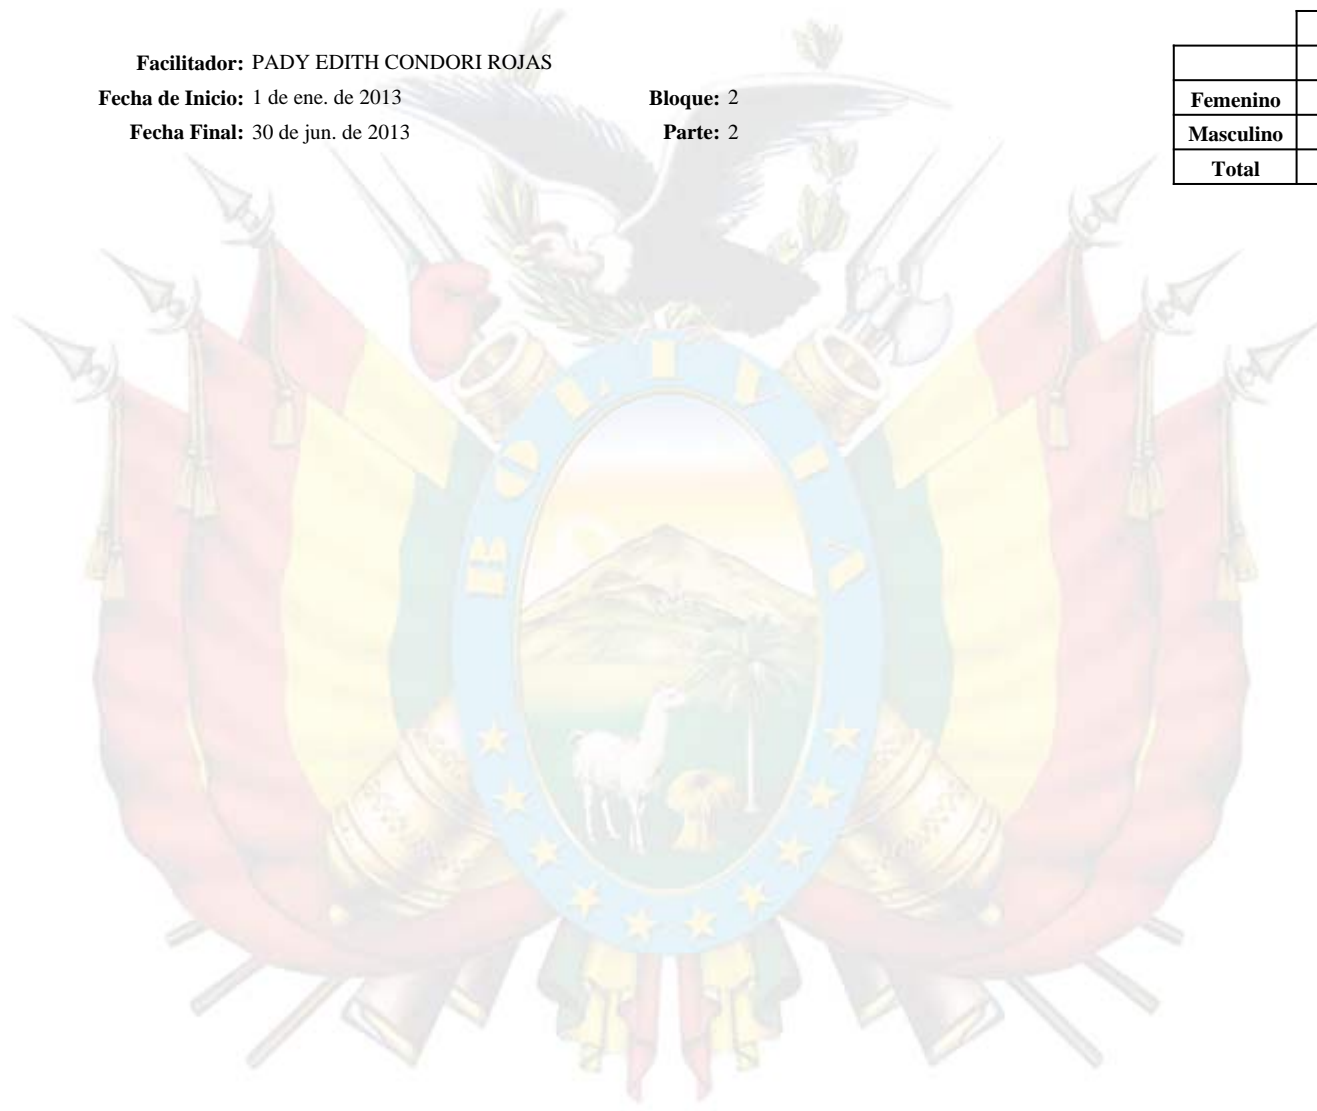 Facilitador: PADY EDITH CONDORI ROJAS
Fecha de Inicio: 1 de ene. de 2013 Bloque: 2
Fecha Final: 30 de jun. de 2013 Parte: 2
Femenino
Masculino
Total
BOLIVIA